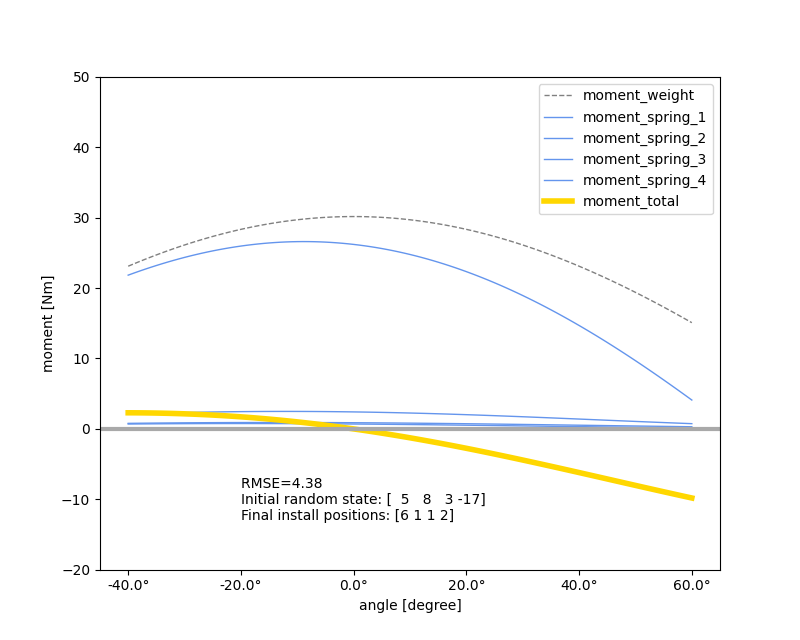 50
40
30
20
10
0
−10
−20
moment [Nm]
moment_weight
moment_spring_1
moment_spring_2
moment_spring_3
moment_spring_4
moment_total
RMSE=4.38
Initial random state: [  5   8   3 -17]
Final install positions: [6 1 1 2]
-40.0° -20.0° 0.0° 20.0° 40.0° 60.0°
angle [degree]